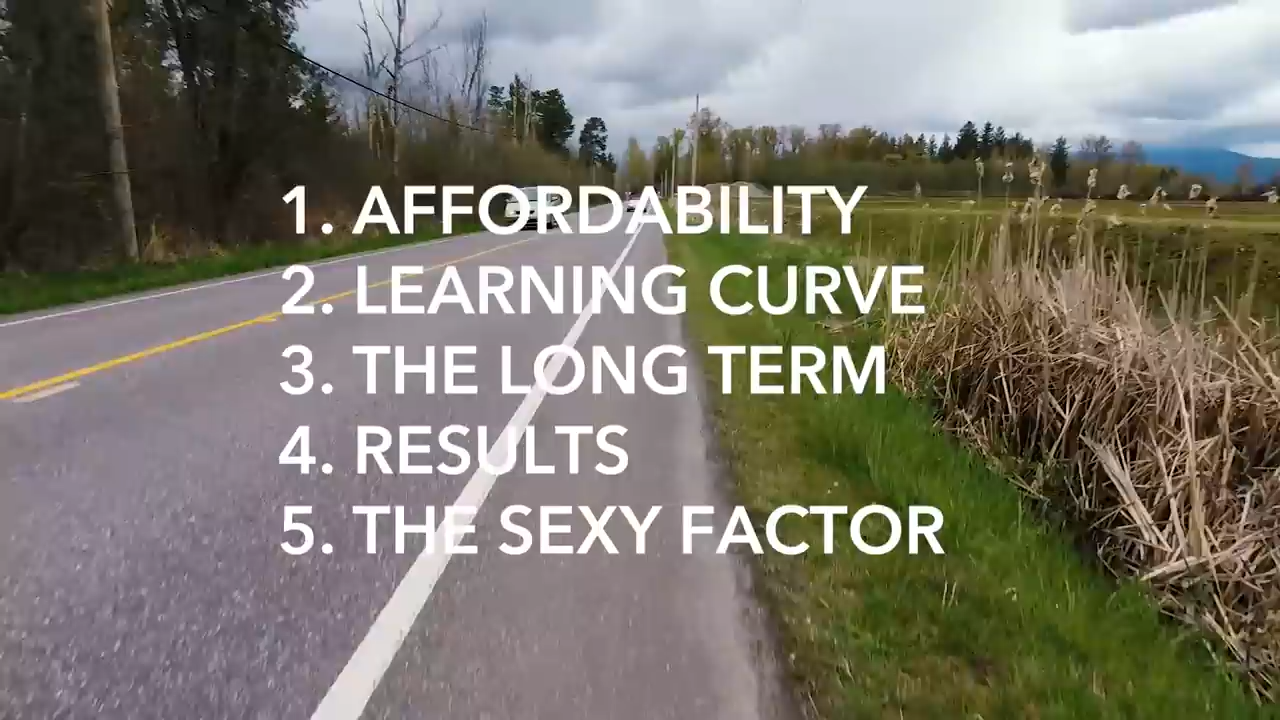 1. AFFORDABILITY
2. LEARNING CURVE
3. THE LONG TERM
4. RESULTS
5. THE SEXY FACTOR